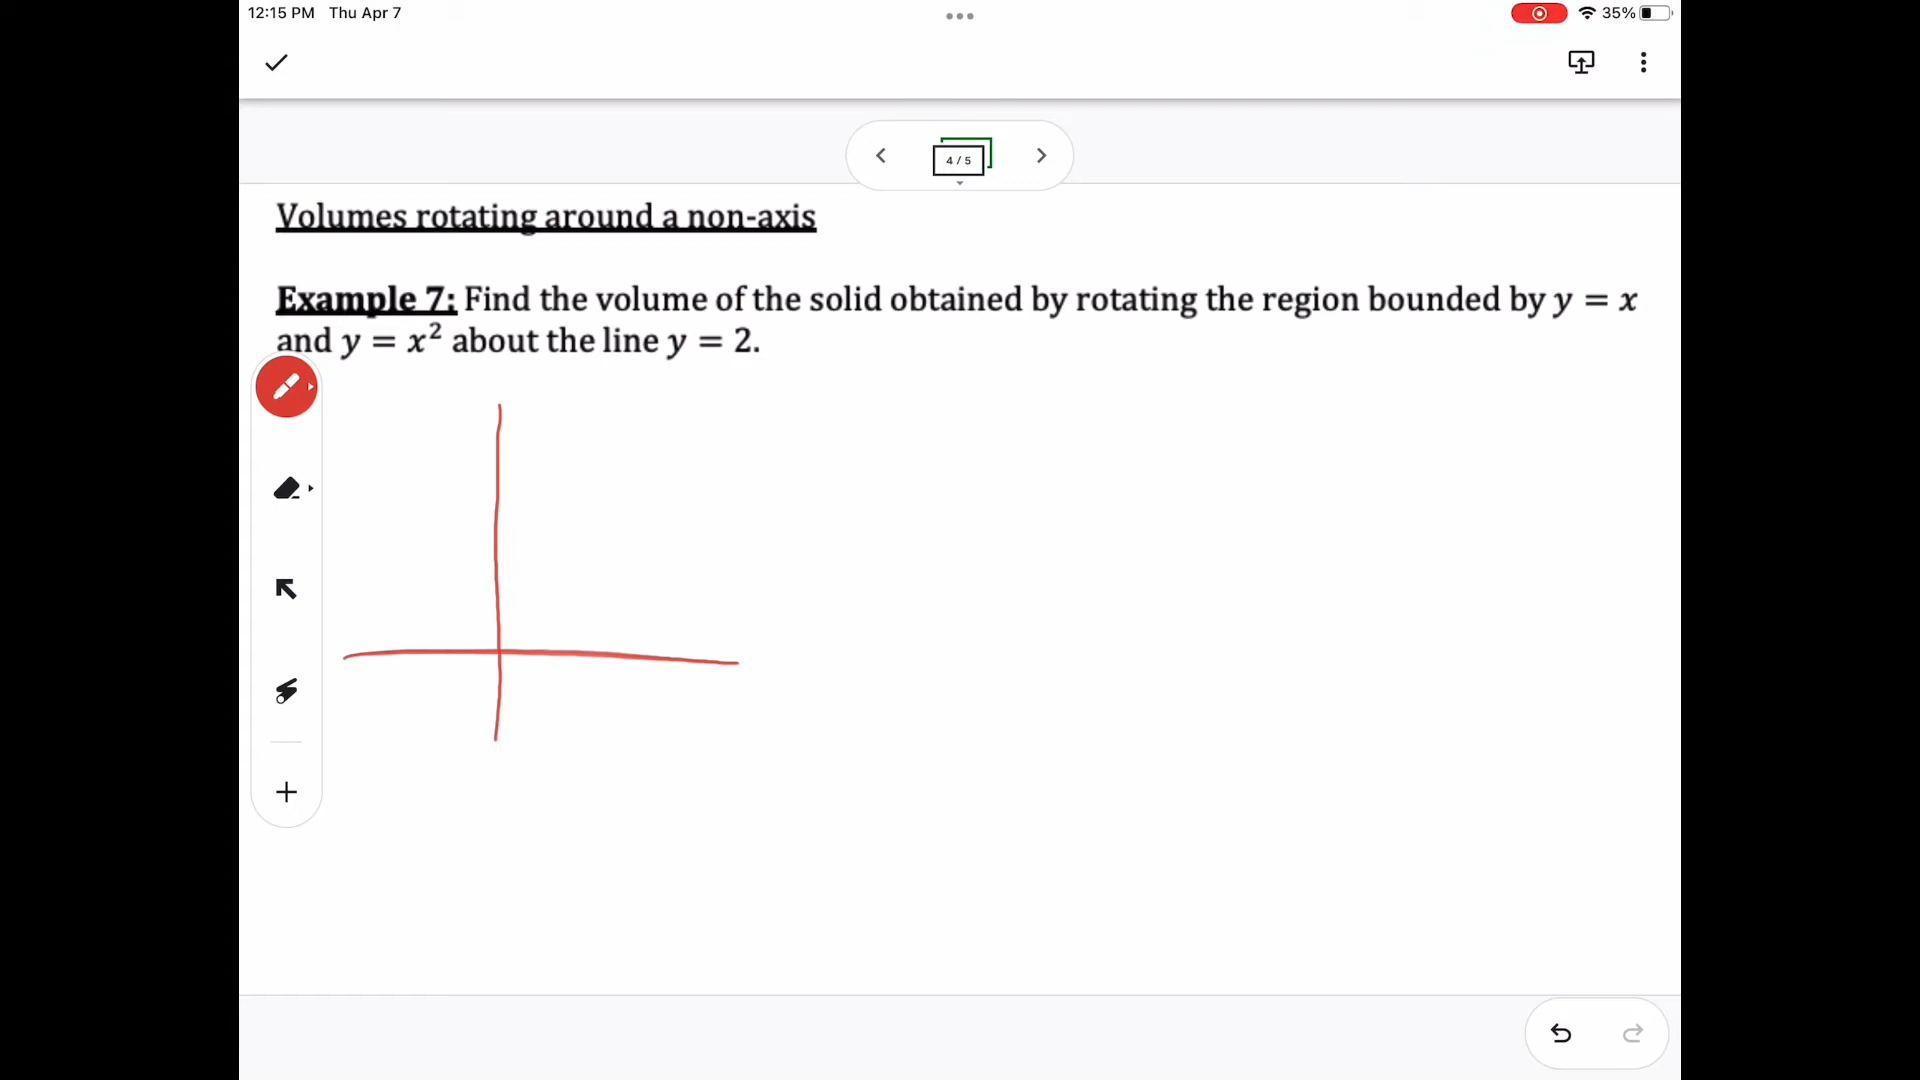 12:15 PM Thu Apr 7
35%
4 / 5
Volumes rotating around a non-axis
Example 7: Find the volume of the solid obtained by rotating the region bounded by y = x
and y = x² about the line y = 2.